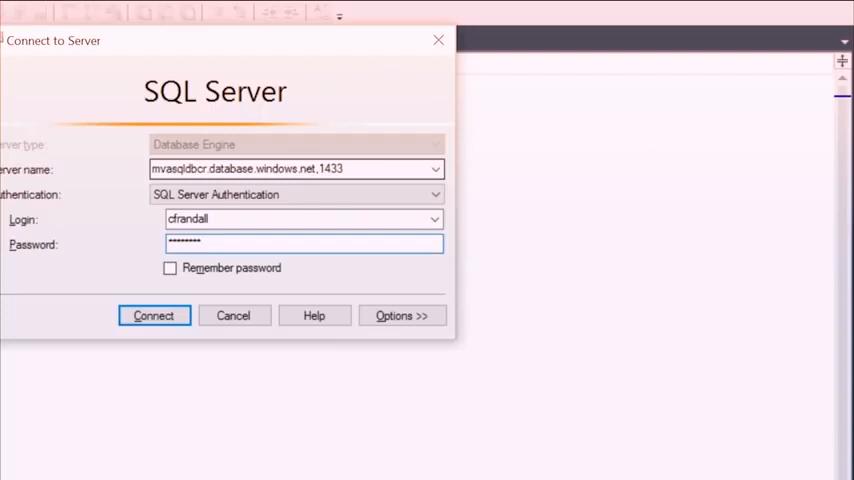 Connect to Server
SQL Server
erver type:
Database Engine
erver name:
mvasqldbcr.database.windows.net,1433
uthentication:
SQL Server Authentication
Login:
cfrandall
Password:
********
Remember password
Connect
Cancel
Help
Options >>